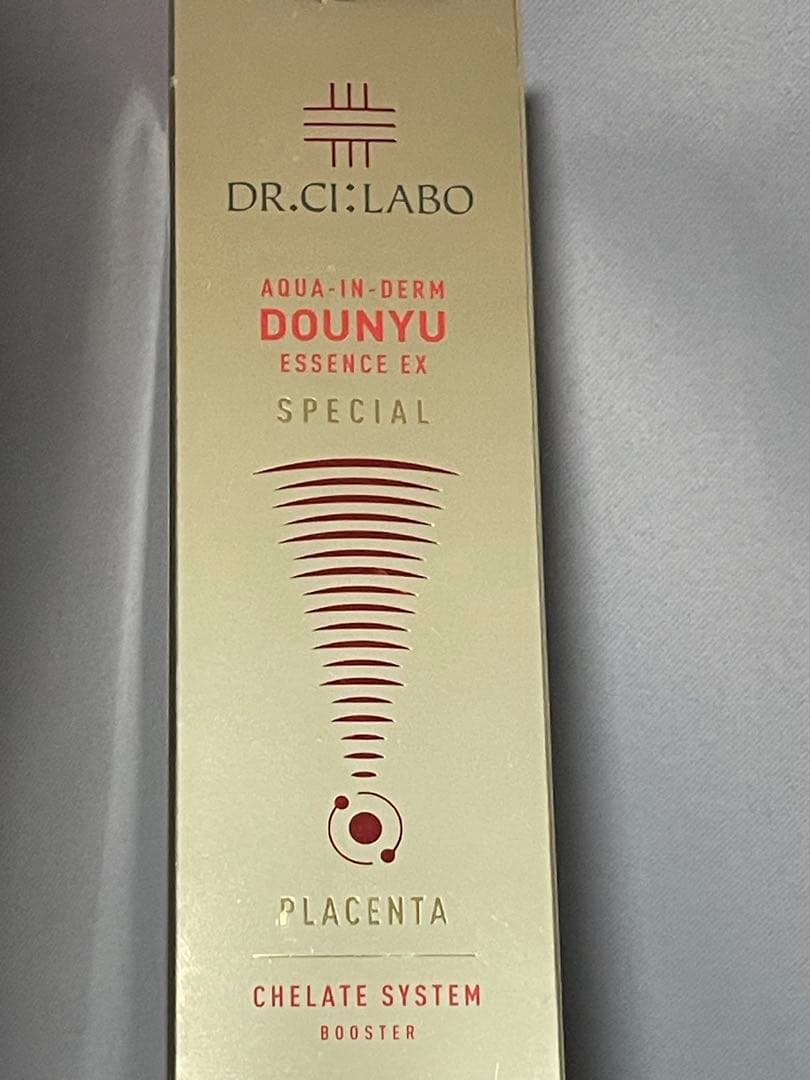 DR.CI:LABO
AQUA-IN-DERM
DOUNYU
ESSENCE EX
SPECIAL
PLACENTA
CHELATE SYSTEM
BOOSTER